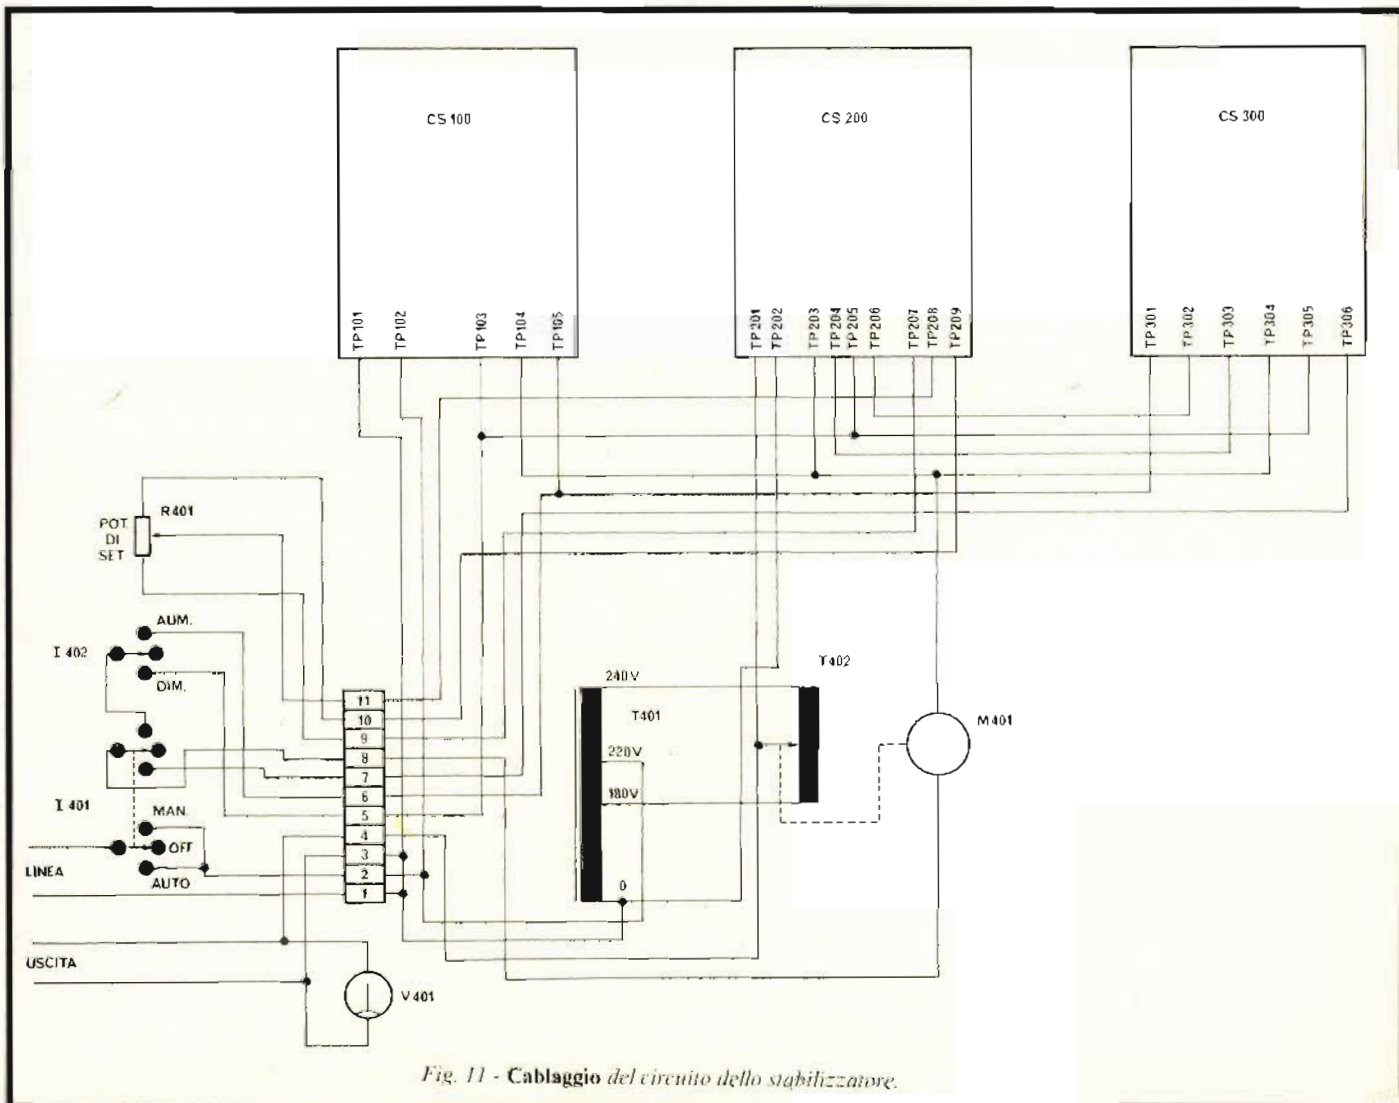 CS 100
CS 200
CS 300
TP101
TP102
TP103
TP104
TP105
TP201
TP202
TP203
TP204
TP205
TP206
TP207
TP208
TP209
TP301
TP302
TP303
TP304
TP305
TP306
R401
POT.
DI
SET
AUM.
I 402
DIM.
I 401
MAN.
OFF
AUTO
LINEA
USCITA
11
10
9
8
7
6
5
4
3
2
1
V401
240V
T401
220V
180V
0
T402
M401
Fig. 11 - Cablaggio del circuito dello stabilizzatore.